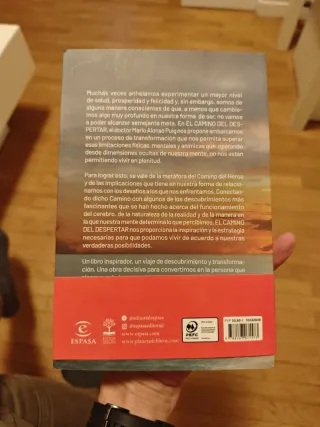 Muchas veces anhelamos experimentar un mayor nivel
de salud, prosperidad y felicidad y, sin embargo, somos de
alguna manera conscientes de que, a menos que cambie-
mos algo muy profundo en nuestra forma de ser, no vamos
a poder alcanzar semejante meta. En EL CAMINO DEL DES-
PERTAR, el doctor Mario Alonso Puig nos propone embarcarnos
en un proceso de transformación que nos permita superar
esas limitaciones físicas, mentales y anímicas que, operando
desde dimensiones ocultas de nuestra mente, no nos están
permitiendo vivir en plenitud.
Para lograr esto, se vale de la metáfora del Camino del Héroe
y de las implicaciones que tiene en nuestra forma de relacio-
narnos con los desafíos a los que nos enfrentamos. Conectan-
do dicho Camino con algunos de los descubrimientos más
fascinantes que se han hecho acerca del funcionamiento
del cerebro, de la naturaleza de la realidad y de la manera
en la que nuestra mente determina lo que percibimos, EL CAMINO
DEL DESPERTAR nos proporciona la inspiración y la estrategia
necesarias para que podamos vivir de acuerdo a nuestras
verdaderas posibilidades.
Un libro inspirador, un viaje de descubrimiento y transforma-
ción. Una obra decisiva para convertirnos en la persona que
ESPASA
@espasaeditorial
www.espasa.com
www.planetadelibros.com
PEFC